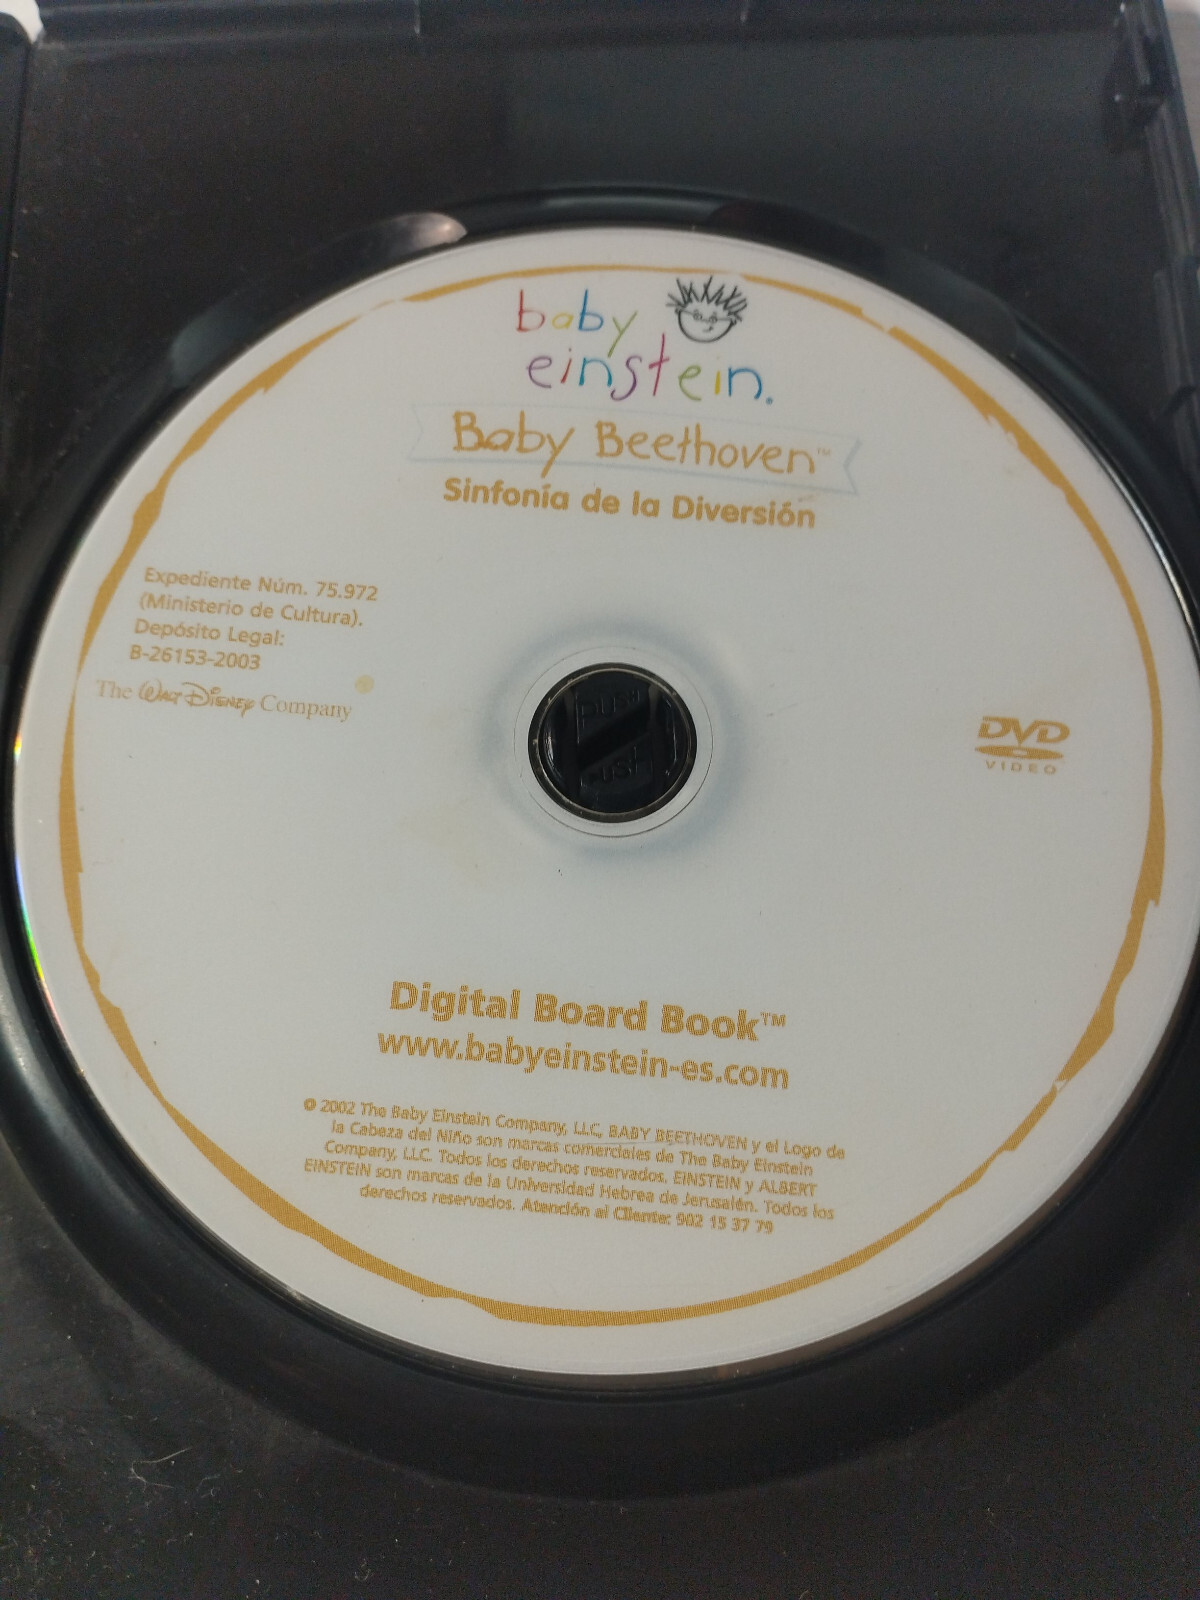 baby
einstein.
Baby Beethoven™
Sinfonía de la Diversión
Expediente Núm. 75.972
(Ministerio de Cultura).
Depósito Legal:
B-26153-2003
The Walt Disney Company
DVD
VIDEO
push
PUSH
Digital Board Book™
www.babyeinstein-es.com
© 2002 The Baby Einstein Company, LLC, BABY BEETHOVEN y el Logo de
la Cabeza del Niño son marcas comerciales de The Baby Einstein
Company, LLC. Todos los derechos reservados. EINSTEIN y ALBERT
EINSTEIN son marcas de la Universidad Hebrea de Jerusalén. Todos los
derechos reservados. Atención al Cliente: 902 15 37 79